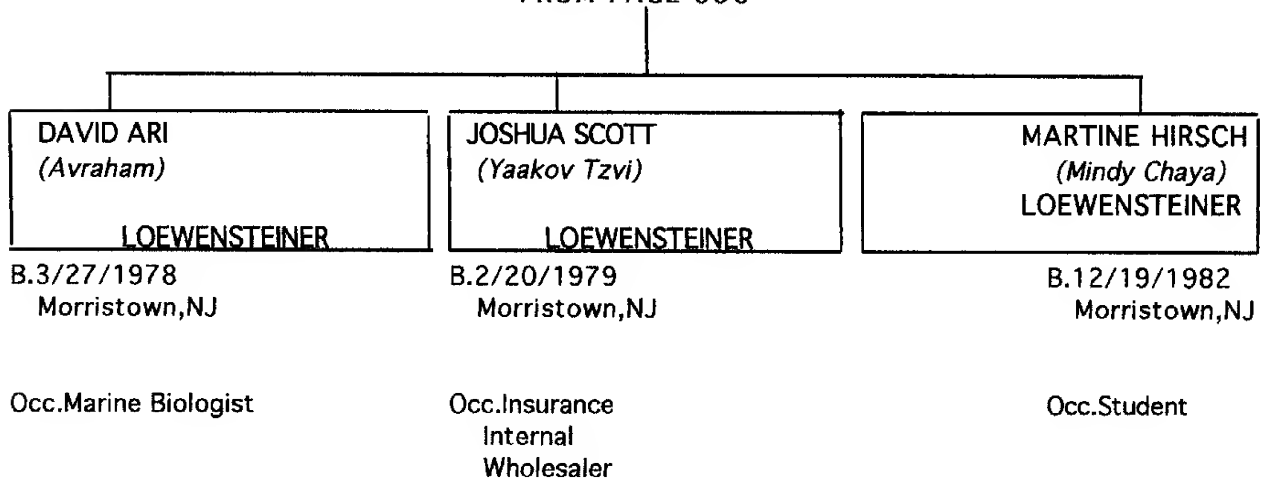 DAVID ARI
(Avraham)
LOEWENSTEINER
B.3/27/1978
Morristown,NJ
Occ.Marine Biologist
JOSHUA SCOTT
(Yaakov Tzvi)
LOEWENSTEINER
B.2/20/1979
Morristown,NJ
Occ.Insurance
Internal
Wholesaler
MARTINE HIRSCH
(Mindy Chaya)
LOEWENSTEINER
B.12/19/1982
Morristown,NJ
Occ.Student